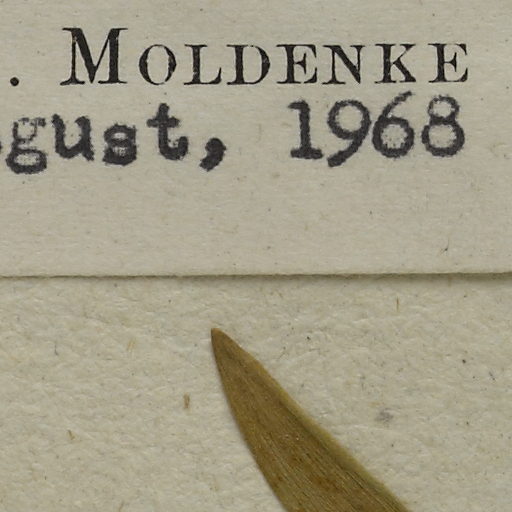 . MOLDENKE
gust, 1968